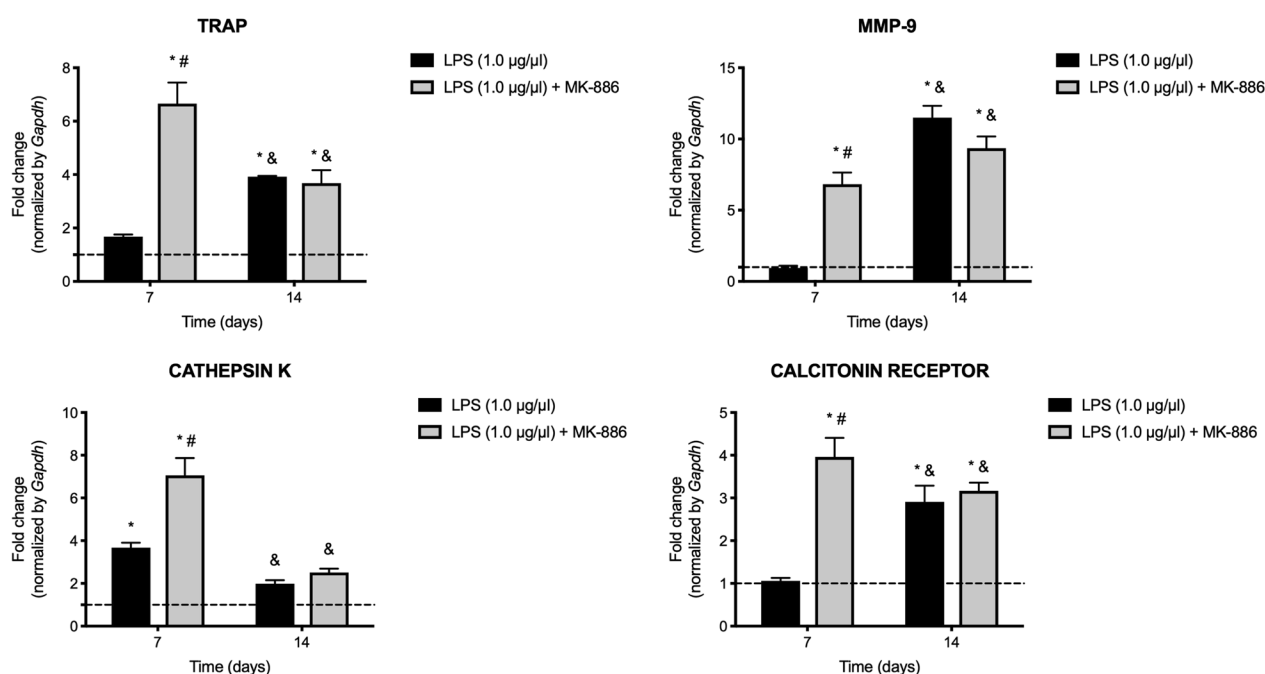 TRAP
8
6
4
2
0
Fold change
(normalized by Gapdh)
* #
* &
* &
7
14
Time (days)
LPS (1.0 µg/µl)
LPS (1.0 µg/µl) + MK-886
MMP-9
15
10
5
0
Fold change
(normalized by Gapdh)
* #
* &
* &
7
14
Time (days)
LPS (1.0 µg/µl)
LPS (1.0 µg/µl) + MK-886
CATHEPSIN K
10
8
6
4
2
0
Fold change
(normalized by Gapdh)
*
* #
&
&
7
14
Time (days)
LPS (1.0 µg/µl)
LPS (1.0 µg/µl) + MK-886
CALCITONIN RECEPTOR
5
4
3
2
1
0
Fold change
(normalized by Gapdh)
* #
* &
* &
7
14
Time (days)
LPS (1.0 µg/µl)
LPS (1.0 µg/µl) + MK-886